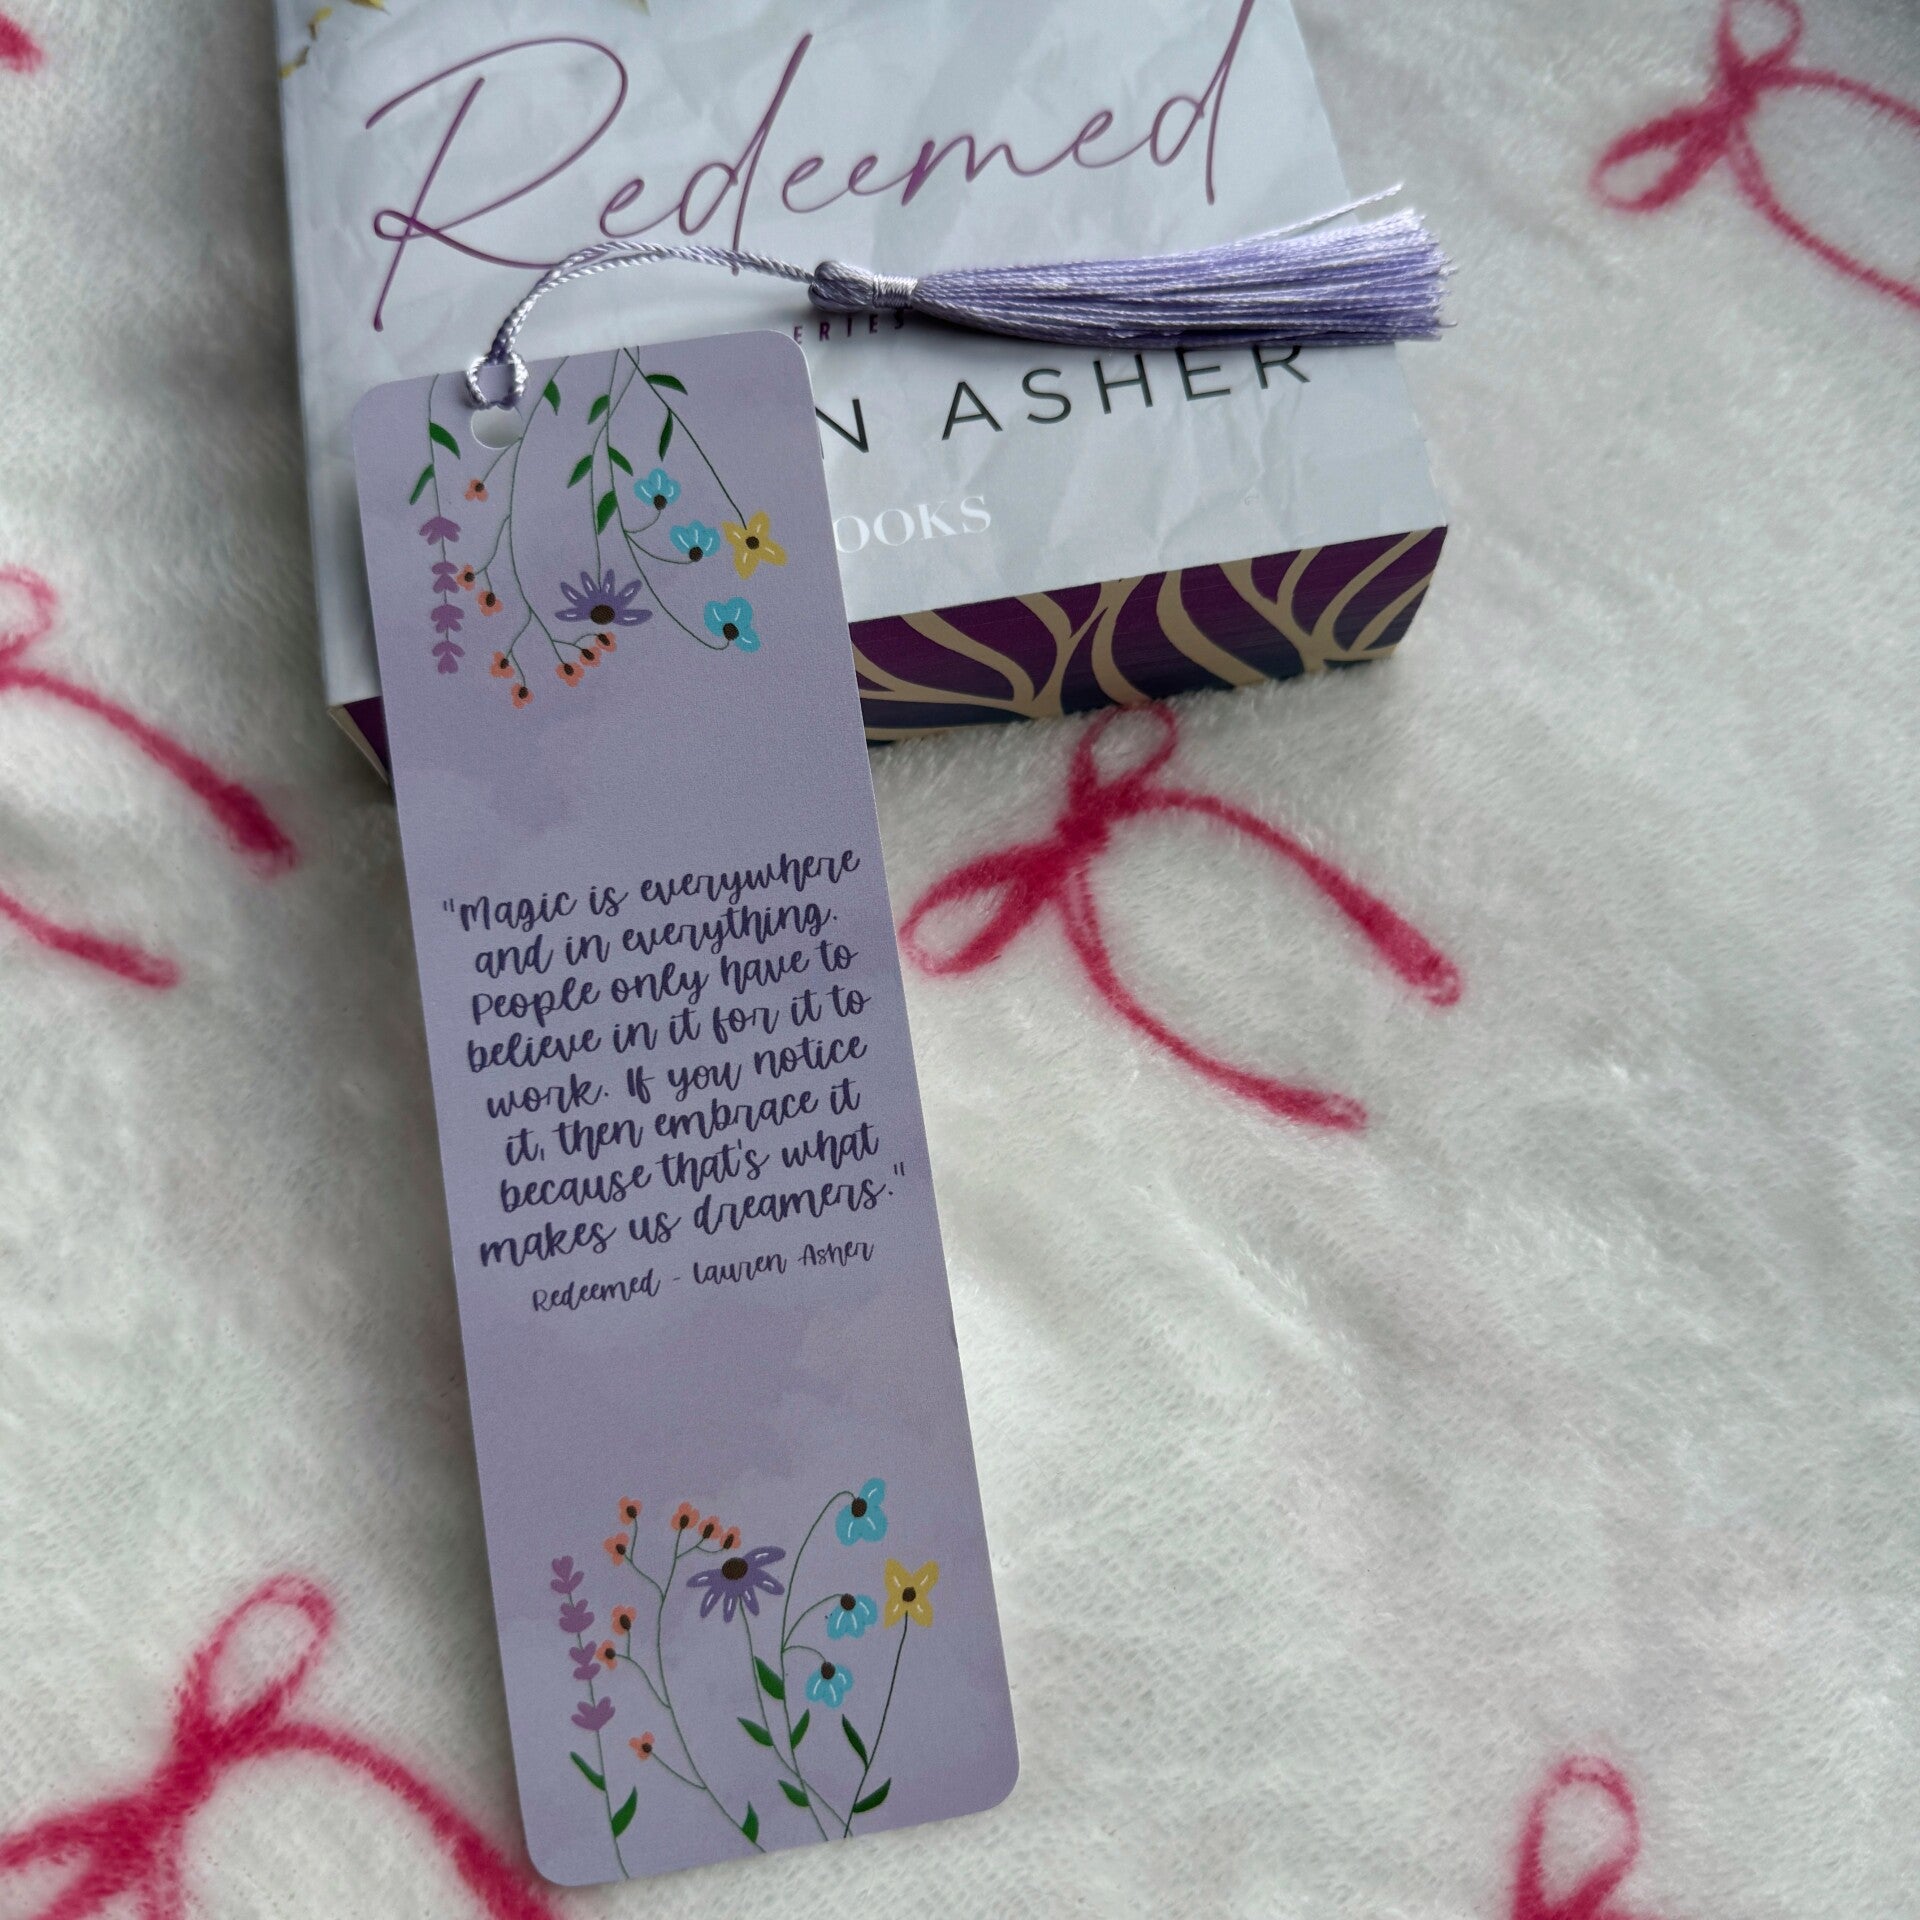 Redeemed
ERIES
N ASHER
OOKS
"Magic is everywhere
and in everything.
People only have to
believe in it for it to
work. If you notice
it, then embrace it
because that's what
makes us dreamers."
Redeemed - Lauren Asher